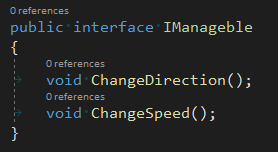 0 references
public interface IManageble
{
0 references
void ChangeDirection();
0 references
void ChangeSpeed();
}